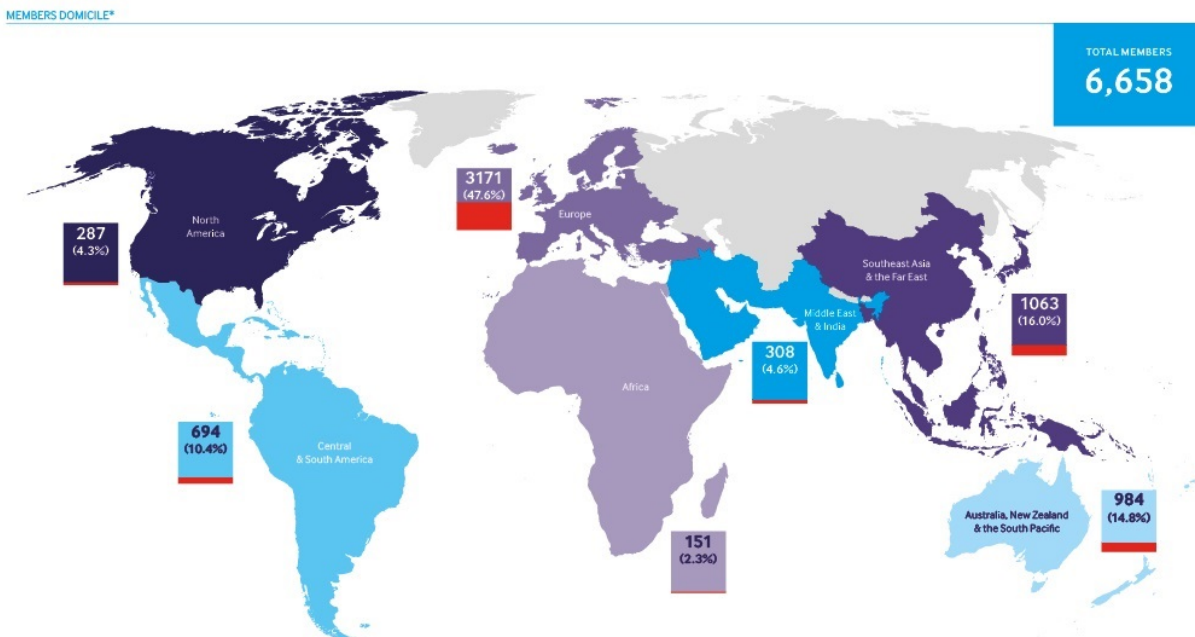 MEMBERS DOMICILE*
TOTAL MEMBERS
6,658
3171
(47.6%)
Europe
North
America
287
(4.3%)
Southeast Asia
& the Far East
1063
(16.0%)
Middle East
& India
308
(4.6%)
Africa
694
(10.4%)
Central
& South America
984
(14.8%)
Australia, New Zealand
& the South Pacific
151
(2.3%)